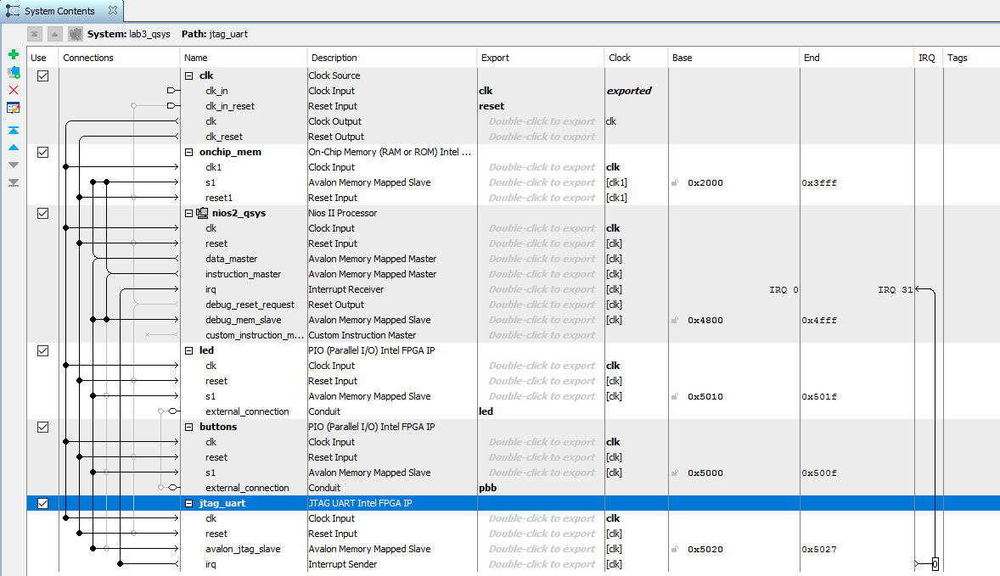 System Contents
System: lab3_qsys Path: jtag_uart
Use Connections Name Description Export Clock Base End IRQ Tags
clk Clock Source
clk_in Clock Input clk exported
clk_in_reset Reset Input reset
clk Clock Output Double-click to export clk
clk_reset Reset Output Double-click to export
onchip_mem On-Chip Memory (RAM or ROM) Intel ...
clk1 Clock Input Double-click to export clk
s1 Avalon Memory Mapped Slave Double-click to export [clk1] 0x2000 0x3fff
reset1 Reset Input Double-click to export [clk1]
nios2_qsys Nios II Processor
clk Clock Input Double-click to export clk
reset Reset Input Double-click to export [clk]
data_master Avalon Memory Mapped Master Double-click to export [clk]
instruction_master Avalon Memory Mapped Master Double-click to export [clk]
irq Interrupt Receiver Double-click to export [clk] IRQ 0 IRQ 31
debug_reset_request Reset Output Double-click to export [clk]
debug_mem_slave Avalon Memory Mapped Slave Double-click to export [clk] 0x4800 0x4fff
custom_instruction_m... Custom Instruction Master Double-click to export
led PIO (Parallel I/O) Intel FPGA IP
clk Clock Input Double-click to export clk
reset Reset Input Double-click to export [clk]
s1 Avalon Memory Mapped Slave Double-click to export [clk] 0x5010 0x501f
external_connection Conduit led
buttons PIO (Parallel I/O) Intel FPGA IP
clk Clock Input Double-click to export clk
reset Reset Input Double-click to export [clk]
s1 Avalon Memory Mapped Slave Double-click to export [clk] 0x5000 0x500f
external_connection Conduit pbb
jtag_uart JTAG UART Intel FPGA IP
clk Clock Input Double-click to export clk
reset Reset Input Double-click to export [clk]
avalon_jtag_slave Avalon Memory Mapped Slave Double-click to export [clk] 0x5020 0x5027
irq Interrupt Sender Double-click to export [clk] 0